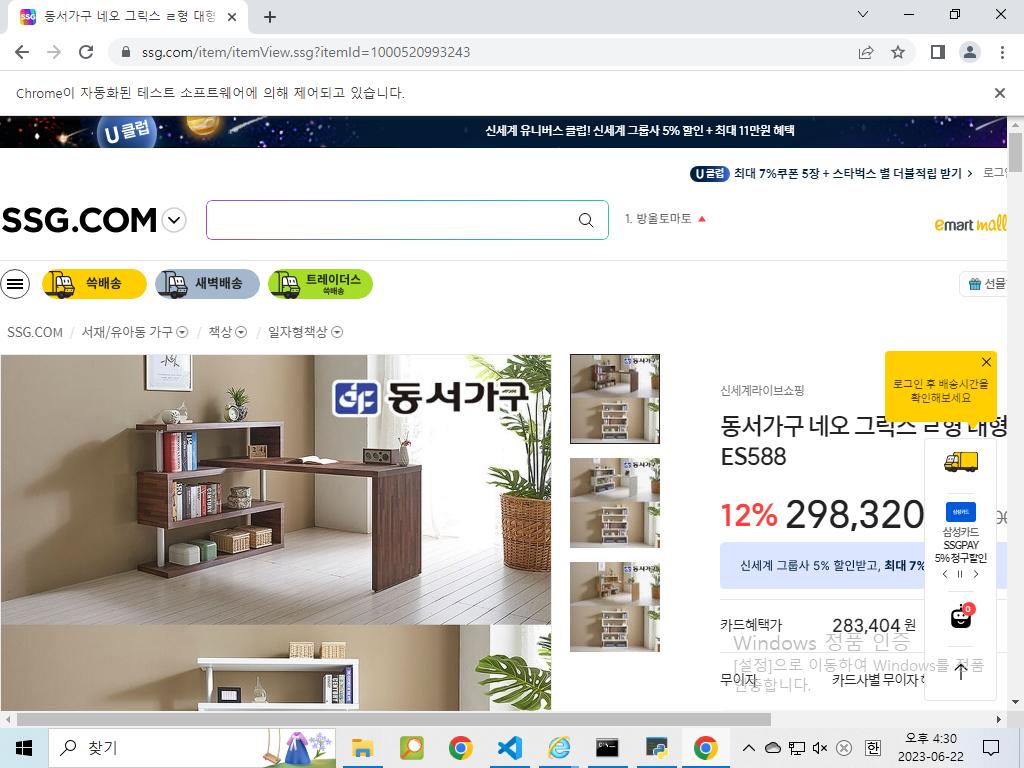 동서가구 네오 그릭스 ㄹ형 대형
ssg.com/item/itemView.ssg?itemId=1000520993243
Chrome이 자동화된 테스트 소프트웨어에 의해 제어되고 있습니다.
U 클럽
신세계 유니버스 클럽! 신세계 그룹사 5% 할인 + 최대 11만원 혜택
U 클럽 최대 7%쿠폰 5장 + 스타벅스 별 더블적립 받기 로그인
SSG.COM
1. 방울토마토
emart mall
쓱배송
새벽배송
트레이더스
쓱배송
선물
SSG.COM / 서재/유아동 가구 / 책상 / 일자형책상
동서가구
로그인 후 배송시간을
확인해보세요
신세계라이브쇼핑
동서가구 네오 그릭스 ㄹ형 대형
ES588
12% 298,320
삼성카드
삼성카드
SSGPAY
5% 청구할인
신세계 그룹사 5% 할인받고, 최대 7%
카드혜택가 283,404 원
0
Windows 정품 인증
[설정]으로 이동하여 Windows를 정품
인증합니다.
무이자 카드사별 무이자
찾기
오후 4:30
한
2023-06-22